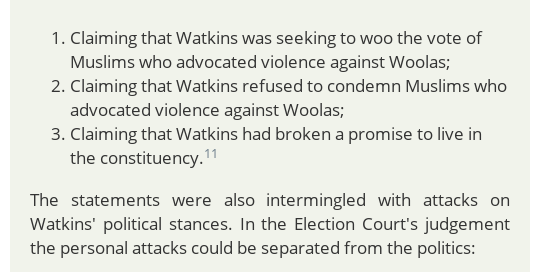 1. Claiming that Watkins was seeking to woo the vote of
Muslims who advocated violence against Woolas;
2. Claiming that Watkins refused to condemn Muslims who
advocated violence against Woolas;
3. Claiming that Watkins had broken a promise to live in
the constituency.11
The statements were also intermingled with attacks on
Watkins' political stances. In the Election Court's judgement
the personal attacks could be separated from the politics: